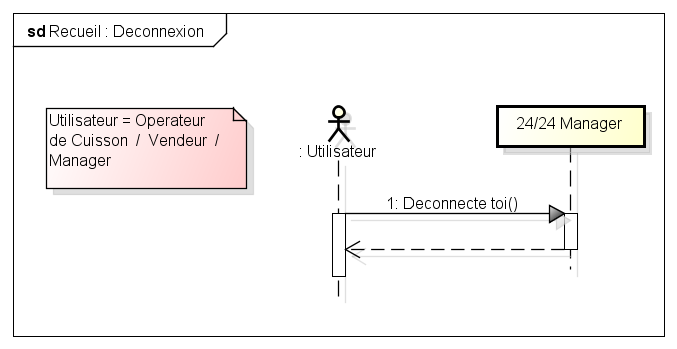 sd Recueil : Deconnexion
Utilisateur = Operateur
de Cuisson / Vendeur /
Manager
: Utilisateur
24/24 Manager
1: Deconnecte toi()